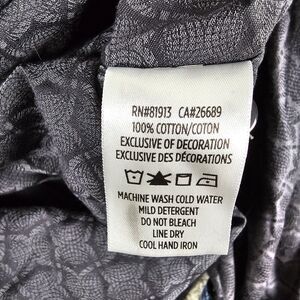 RN#81913 CA#26689
100% COTTON/COTON
EXCLUSIVE OF DECORATION
EXCLUSIVE DES DÉCORATIONS
MACHINE WASH COLD WATER
MILD DETERGENT
DO NOT BLEACH
LINE DRY
COOL HAND IRON